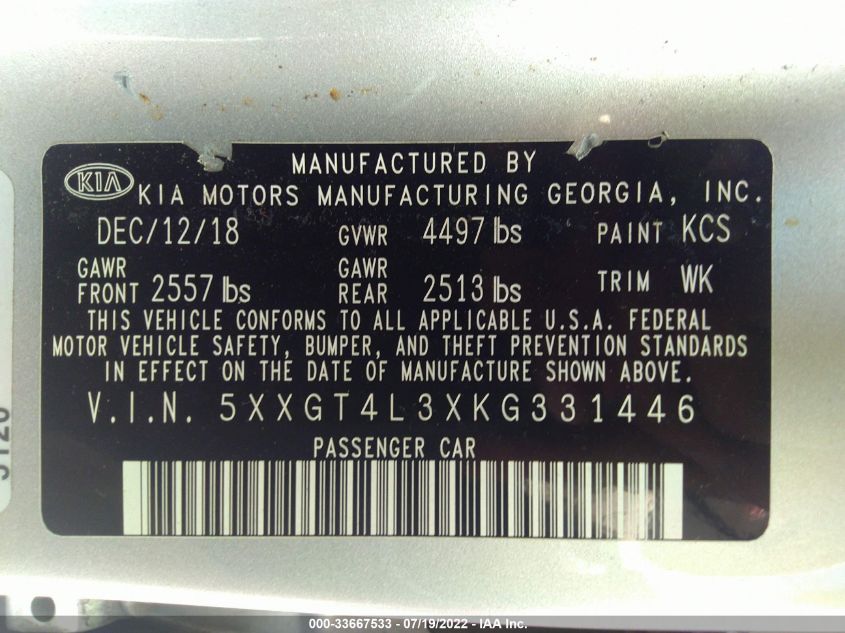 MANUFACTURED BY
KIA KIA MOTORS MANUFACTURING GEORGIA, INC.
DEC/12/18 GVWR 4497 lbs PAINT KCS
GAWR FRONT 2557 lbs GAWR REAR 2513 lbs TRIM WK
THIS VEHICLE CONFORMS TO ALL APPLICABLE U.S.A. FEDERAL
MOTOR VEHICLE SAFETY, BUMPER, AND THEFT PREVENTION STANDARDS
IN EFFECT ON THE DATE OF MANUFACTURE SHOWN ABOVE.
V.I.N. 5XXGT4L3XKG331446
PASSENGER CAR
000-33667533 - 07/19/2022 - IAA Inc.